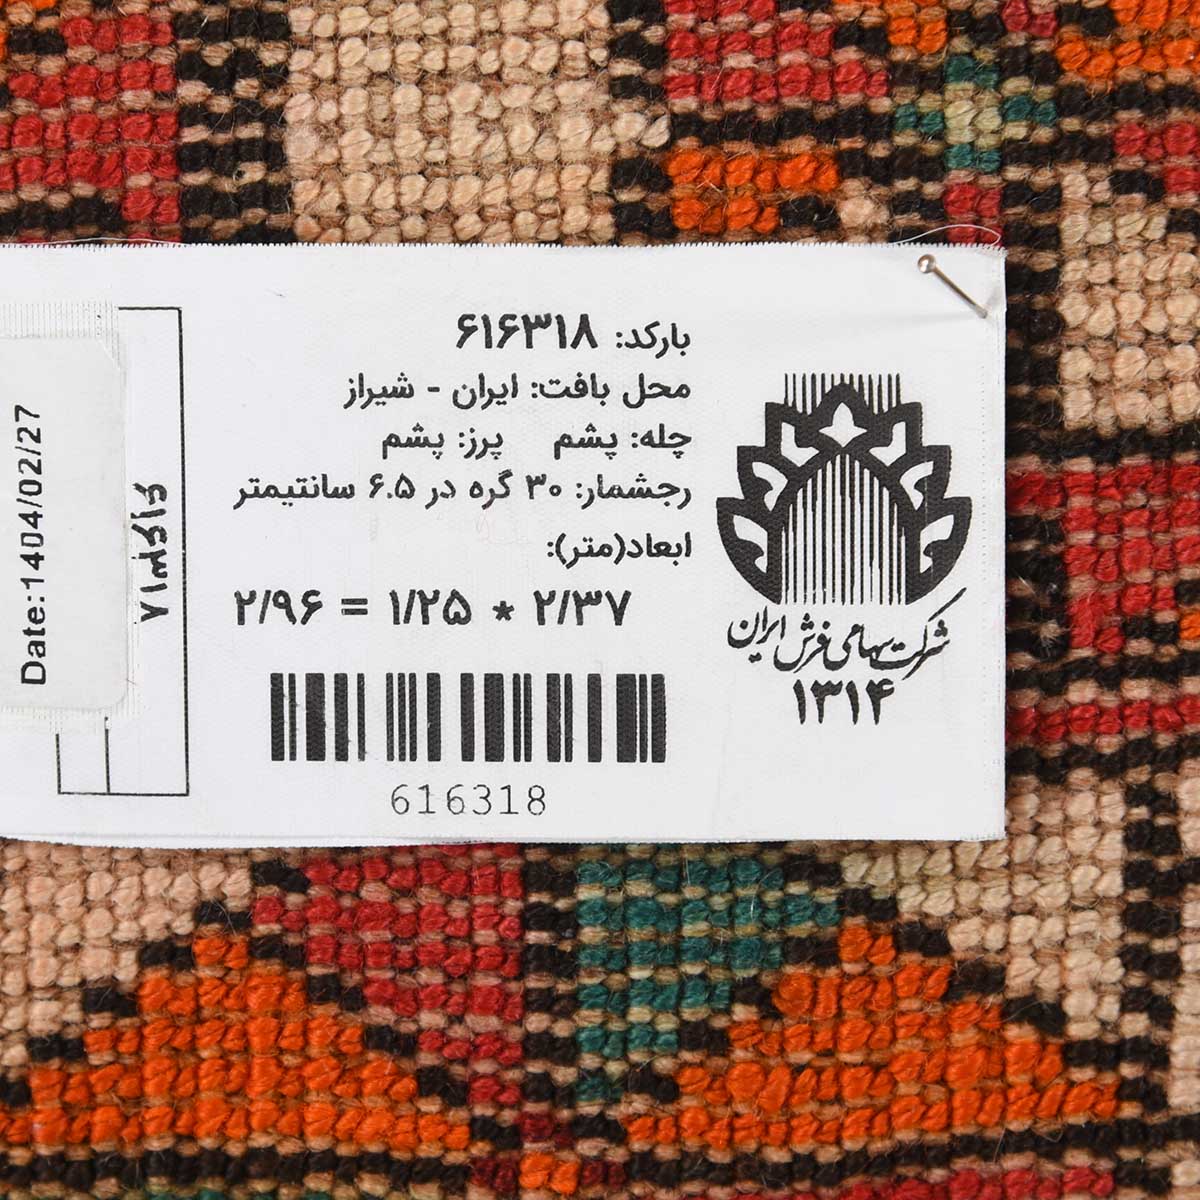 بارکد: ۶۱۶۳۱۸
محل بافت: ایران - شیراز
چله: پشم پرز: پشم
رجشمار: ۳۰ گره در ۶.۵ سانتیمتر
ابعاد(متر):
۲/۳۷ * ۱/۲۵ = ۲/۹۶
616318
شرکت سهامی فرش ایران
۱۳۱۴
۶۱۶۳۱۸
Date:1404/02/27